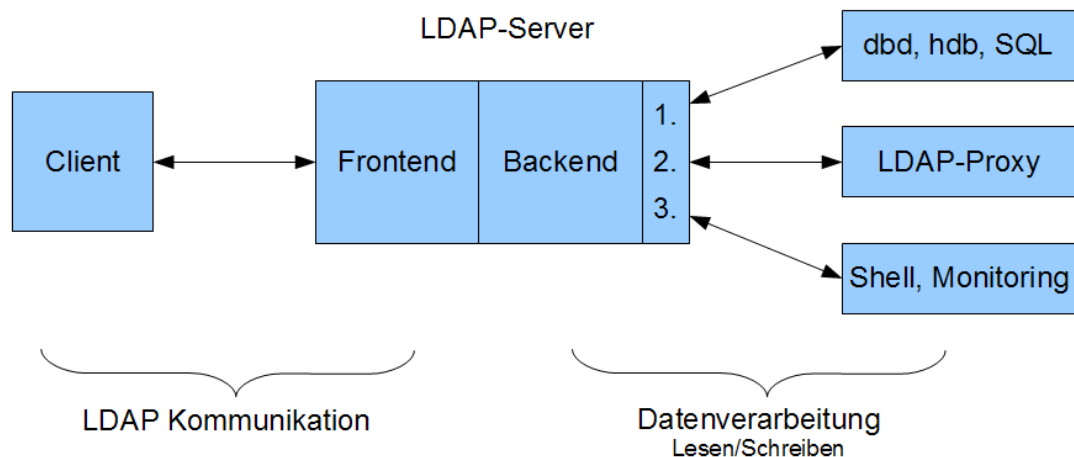 LDAP-Server
Client
Frontend
Backend
1.
2.
3.
dbd, hdb, SQL
LDAP-Proxy
Shell, Monitoring
LDAP Kommunikation
Datenverarbeitung
Lesen/Schreiben